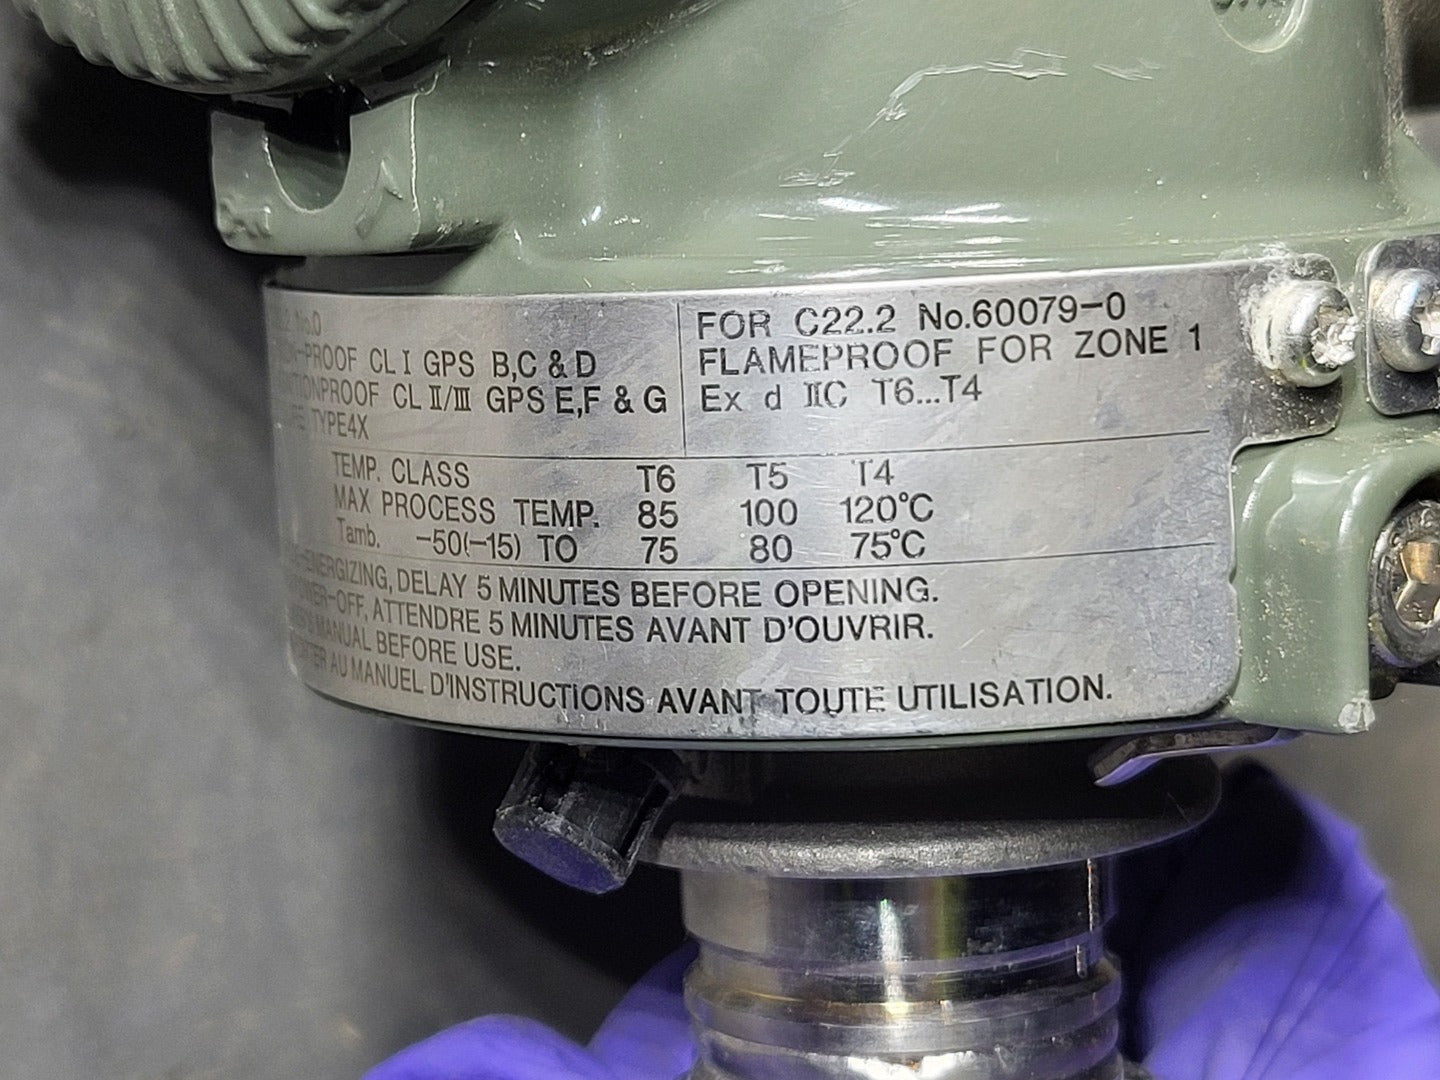 No.0
-PROOF CL I GPS B,C & D
IONPROOF CL II/III GPS E,F & G
TYPE4X
FOR C22.2 No.60079-0
FLAMEPROOF FOR ZONE 1
Ex d IIC T6...T4
TEMP. CLASS T6 T5 T4
MAX PROCESS TEMP. 85 100 120°C
Tamb. -50(-15) TO 75 80 75°C
-ENERGIZING, DELAY 5 MINUTES BEFORE OPENING.
-OFF, ATTENDRE 5 MINUTES AVANT D'OUVRIR.
MANUAL BEFORE USE.
AU MANUEL D'INSTRUCTIONS AVANT TOUTE UTILISATION.